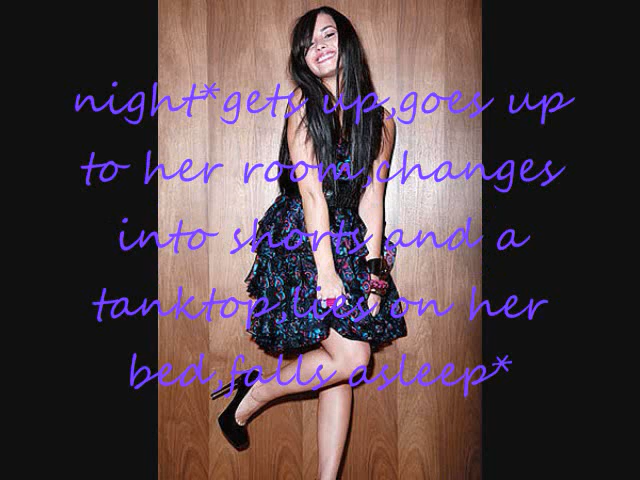 night*gets up,goes up
to her room,changes
into shorts and a
tanktop,lies on her
bed,falls asleep*